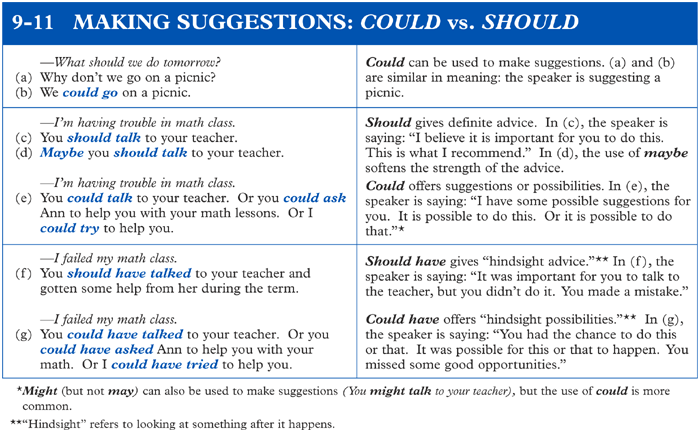 9-11 MAKING SUGGESTIONS: COULD vs. SHOULD
—What should we do tomorrow?
(a) Why don't we go on a picnic?
(b) We could go on a picnic.
Could can be used to make suggestions. (a) and (b)
are similar in meaning: the speaker is suggesting a
picnic.
—I'm having trouble in math class.
(c) You should talk to your teacher.
(d) Maybe you should talk to your teacher.
Should gives definite advice. In (c), the speaker is
saying: "I believe it is important for you to do this.
This is what I recommend." In (d), the use of maybe
softens the strength of the advice.
—I'm having trouble in math class.
(e) You could talk to your teacher. Or you could ask
Ann to help you with your math lessons. Or I
could try to help you.
Could offers suggestions or possibilities. In (e), the
speaker is saying: "I have some possible suggestions for
you. It is possible to do this. Or it is possible to do
that."*
—I failed my math class.
(f) You should have talked to your teacher and
gotten some help from her during the term.
Should have gives "hindsight advice."** In (f), the
speaker is saying: "It was important for you to talk to
the teacher, but you didn't do it. You made a mistake."
—I failed my math class.
(g) You could have talked to your teacher. Or you
could have asked Ann to help you with your
math. Or I could have tried to help you.
Could have offers "hindsight possibilities."** In (g),
the speaker is saying: "You had the chance to do this
or that. It was possible for this or that to happen. You
missed some good opportunities."
*Might (but not may) can also be used to make suggestions (You might talk to your teacher), but the use of could is more
common.
**"Hindsight" refers to looking at something after it happens.